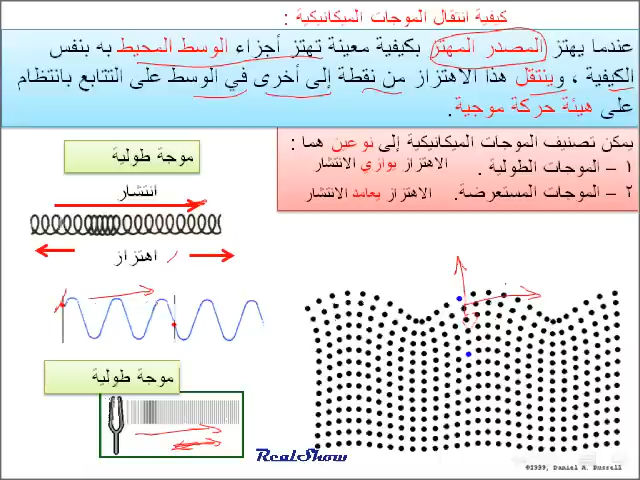 كيفية انتقال الموجات الميكانيكية :
عندما يهتز المصدر المهتز بكيفية معينة تهتز أجزاء الوسط المحيط به بنفس
الكيفية ، وينتقل هذا الاهتزاز من نقطة إلى أخرى في الوسط على التتابع بانتظام
على هيئة حركة موجية.
يمكن تصنيف الموجات الميكانيكية إلى نوعين هما :
١ – الموجات الطولية . الاهتزاز يوازي الانتشار
٢ – الموجات المستعرضة. الاهتزاز يعامد الانتشار
موجة طولية
انتشار
اهتزاز
موجة طولية
RealShow
©1999, Daniel A. Russell